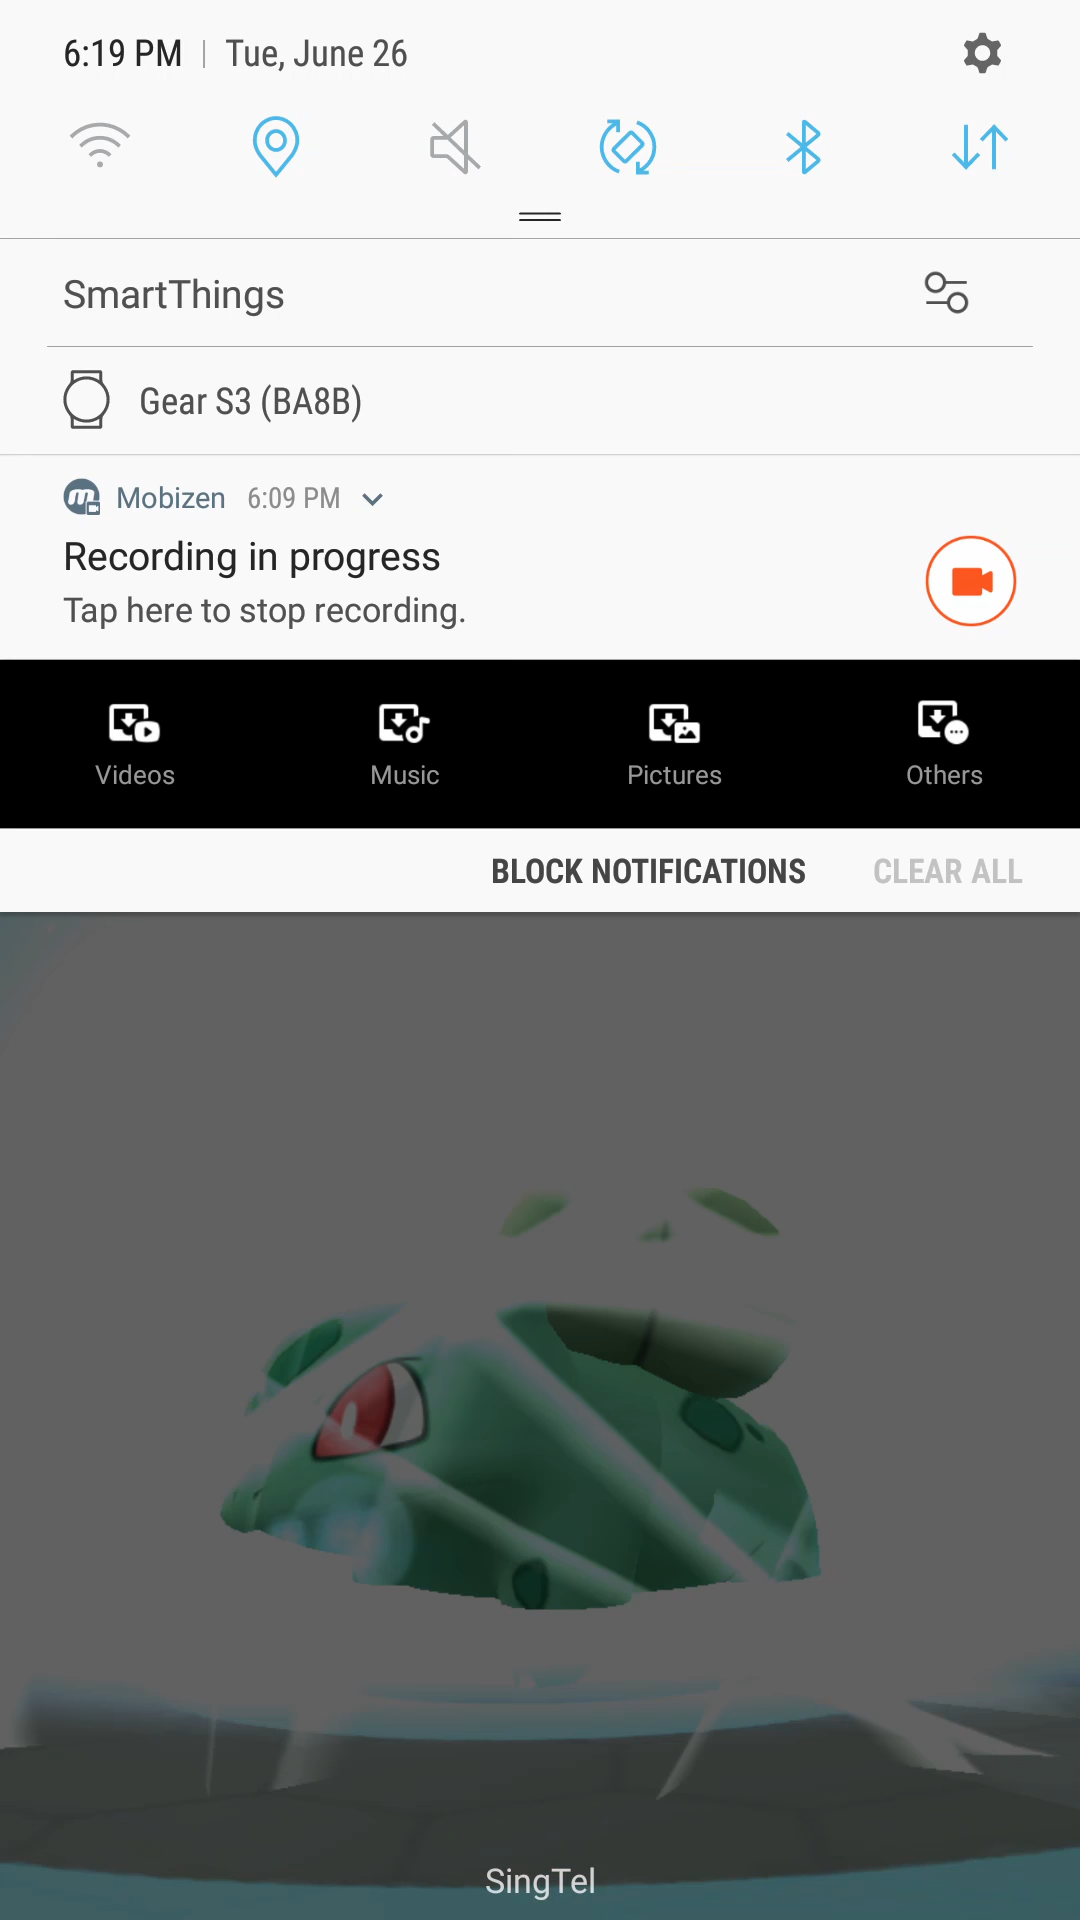 6:19 PM | Tue, June 26
SmartThings
Gear S3 (BA8B)
Mobizen 6:09 PM
Recording in progress
Tap here to stop recording.
Videos Music Pictures Others
BLOCK NOTIFICATIONS CLEAR ALL
SingTel